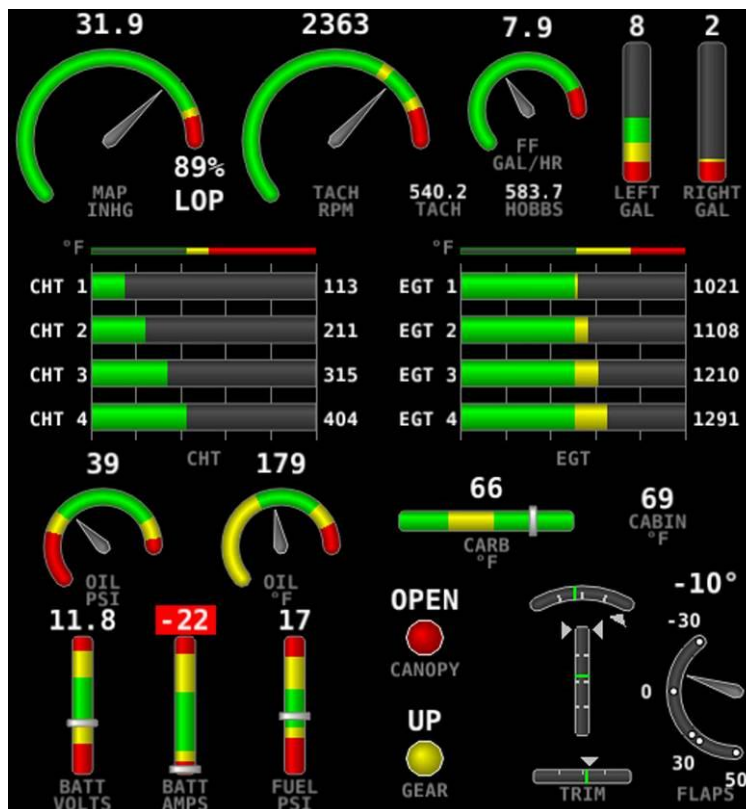 31.9
2363
7.9
8
2
89%
LOP
MAP
INHG
TACH
RPM
540.2
TACH
FF
GAL/HR
583.7
HOBBS
LEFT
GAL
RIGHT
GAL
°F
CHT 1 113
CHT 2 211
CHT 3 315
CHT 4 404
CHT
°F
EGT 1 1021
EGT 2 1108
EGT 3 1210
EGT 4 1291
EGT
39
OIL
PSI
179
OIL
°F
66
CARB
°F
69
CABIN
°F
11.8
BATT
VOLTS
-22
BATT
AMPS
17
FUEL
PSI
OPEN
CANOPY
UP
GEAR
TRIM
-10°
-30
0
30
50
FLAPS